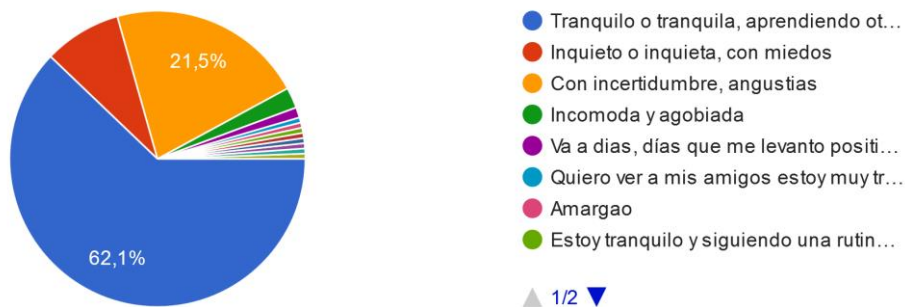 21,5%
62,1%
Tranquilo o tranquila, aprendiendo ot...
Inquieto o inquieta, con miedos
Con incertidumbre, angustias
Incomoda y agobiada
Va a dias, días que me levanto positi...
Quiero ver a mis amigos estoy muy tr...
Amargao
Estoy tranquilo y siguiendo una rutin...
1/2